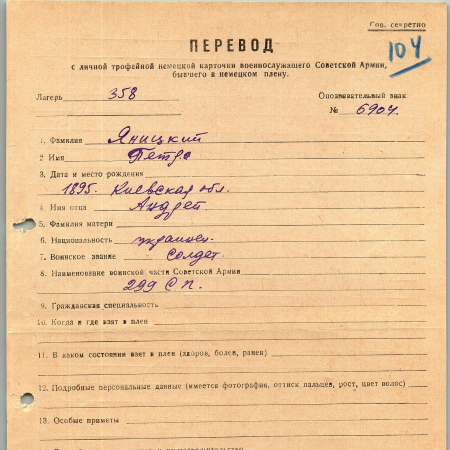 Сов. секретно
104
ПЕРЕВОД
с личной трофейной немецкой карточки военнослужащего Советской Армии,
бывшего в немецком плену.
Лагерь 358
Опознавательный знак
№ 6904.
1. Фамилия Яницкий
2 Имя Петро
3. Дата и место рождения
1895. Киевская обл.
4. Имя отца Андрей
5. Фамилия матери
6. Национальность украинец.
7. Воинское звание Солдат.
8. Наименование воинской части Советской Армии
299 С П.
9. Гражданская специальность
10. Когда и где взят в плен
11. В каком состоянии взят в плен (здоров, болен, ранен)
12. Подробные персональные данные (имеется фотография, оттиск пальцев, рост, цвет волос)
13. Особые приметы